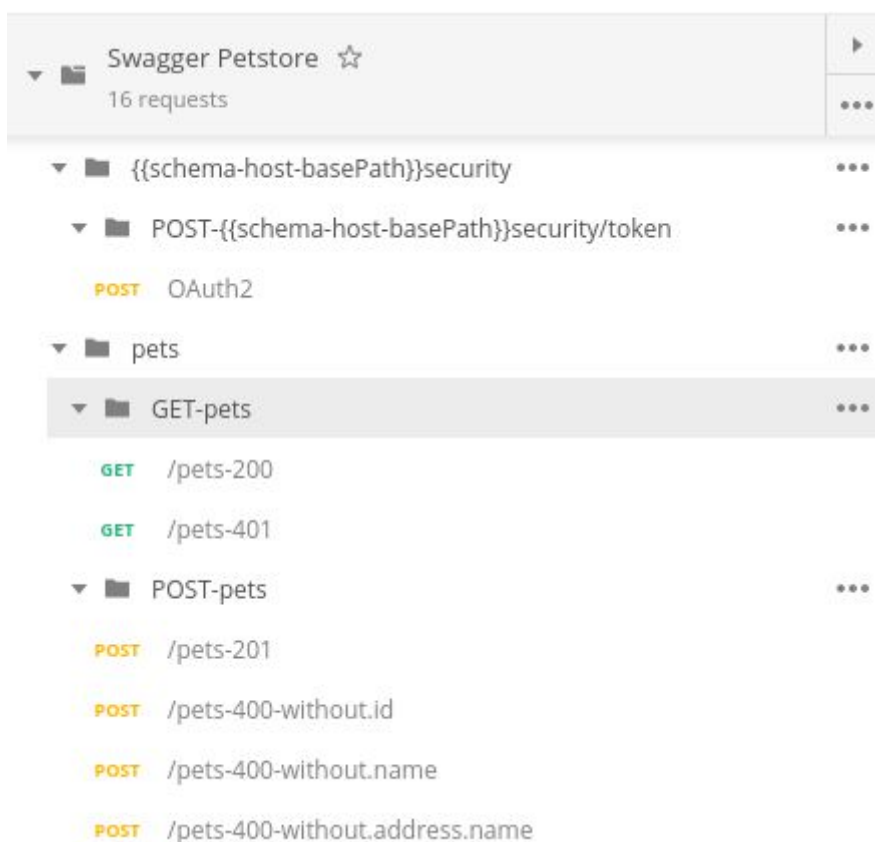 Swagger Petstore
16 requests
{{schema-host-basePath}}security
POST-{{schema-host-basePath}}security/token
POST OAuth2
pets
GET-pets
GET /pets-200
GET /pets-401
POST-pets
POST /pets-201
POST /pets-400-without.id
POST /pets-400-without.name
POST /pets-400-without.address.name